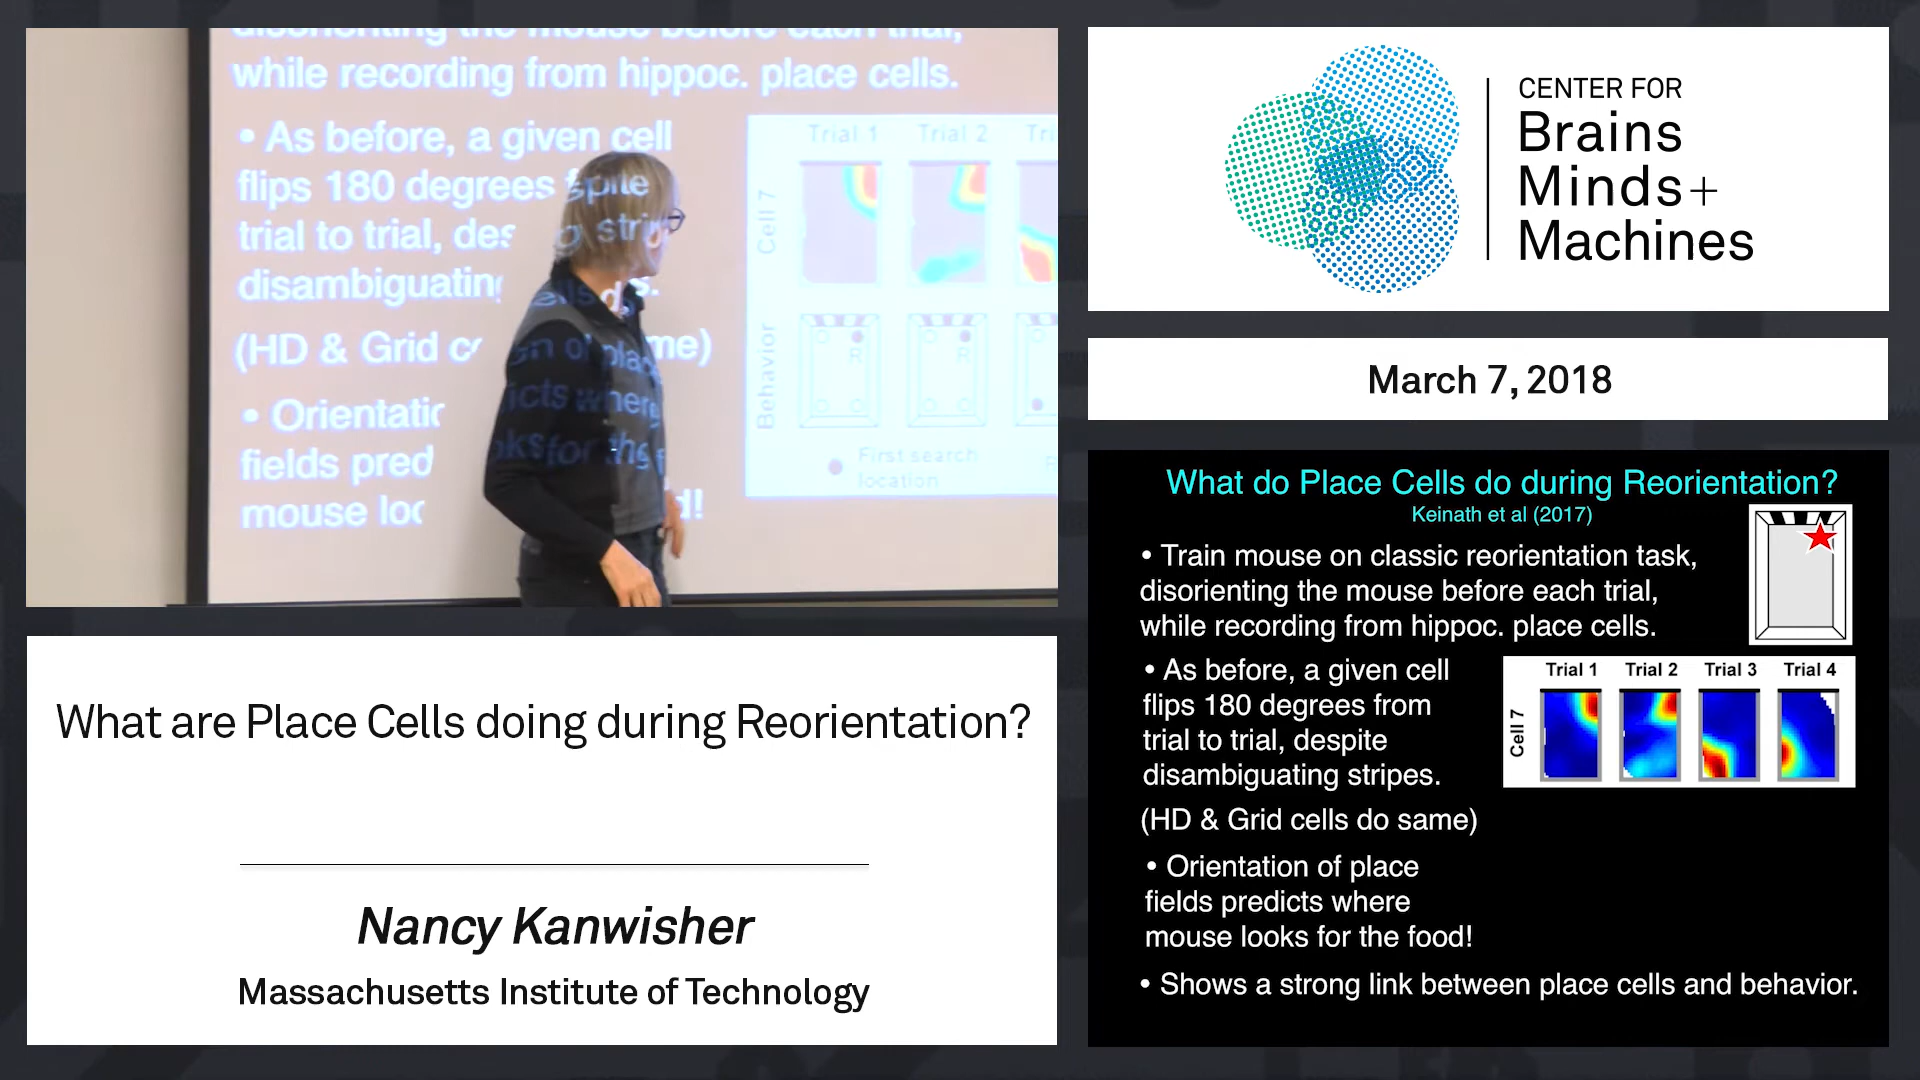 disorienting the mouse before each trial,
while recording from hippoc. place cells.
• As before, a given cell
flips 180 degrees spite
trial to trial, des
disambiguating
(HD & Grid ce me)
• Orientatio
fields pred
mouse loo d!
Trial 1 Trial 2 Tri
Cell 7
Behavior
R R
First search
location
CENTER FOR
Brains
Minds+
Machines
March 7, 2018
What are Place Cells doing during Reorientation?
Nancy Kanwisher
Massachusetts Institute of Technology
What do Place Cells do during Reorientation?
Keinath et al (2017)
• Train mouse on classic reorientation task,
disorienting the mouse before each trial,
while recording from hippoc. place cells.
• As before, a given cell
flips 180 degrees from
trial to trial, despite
disambiguating stripes.
(HD & Grid cells do same)
• Orientation of place
fields predicts where
mouse looks for the food!
• Shows a strong link between place cells and behavior.
Trial 1 Trial 2 Trial 3 Trial 4
Cell 7